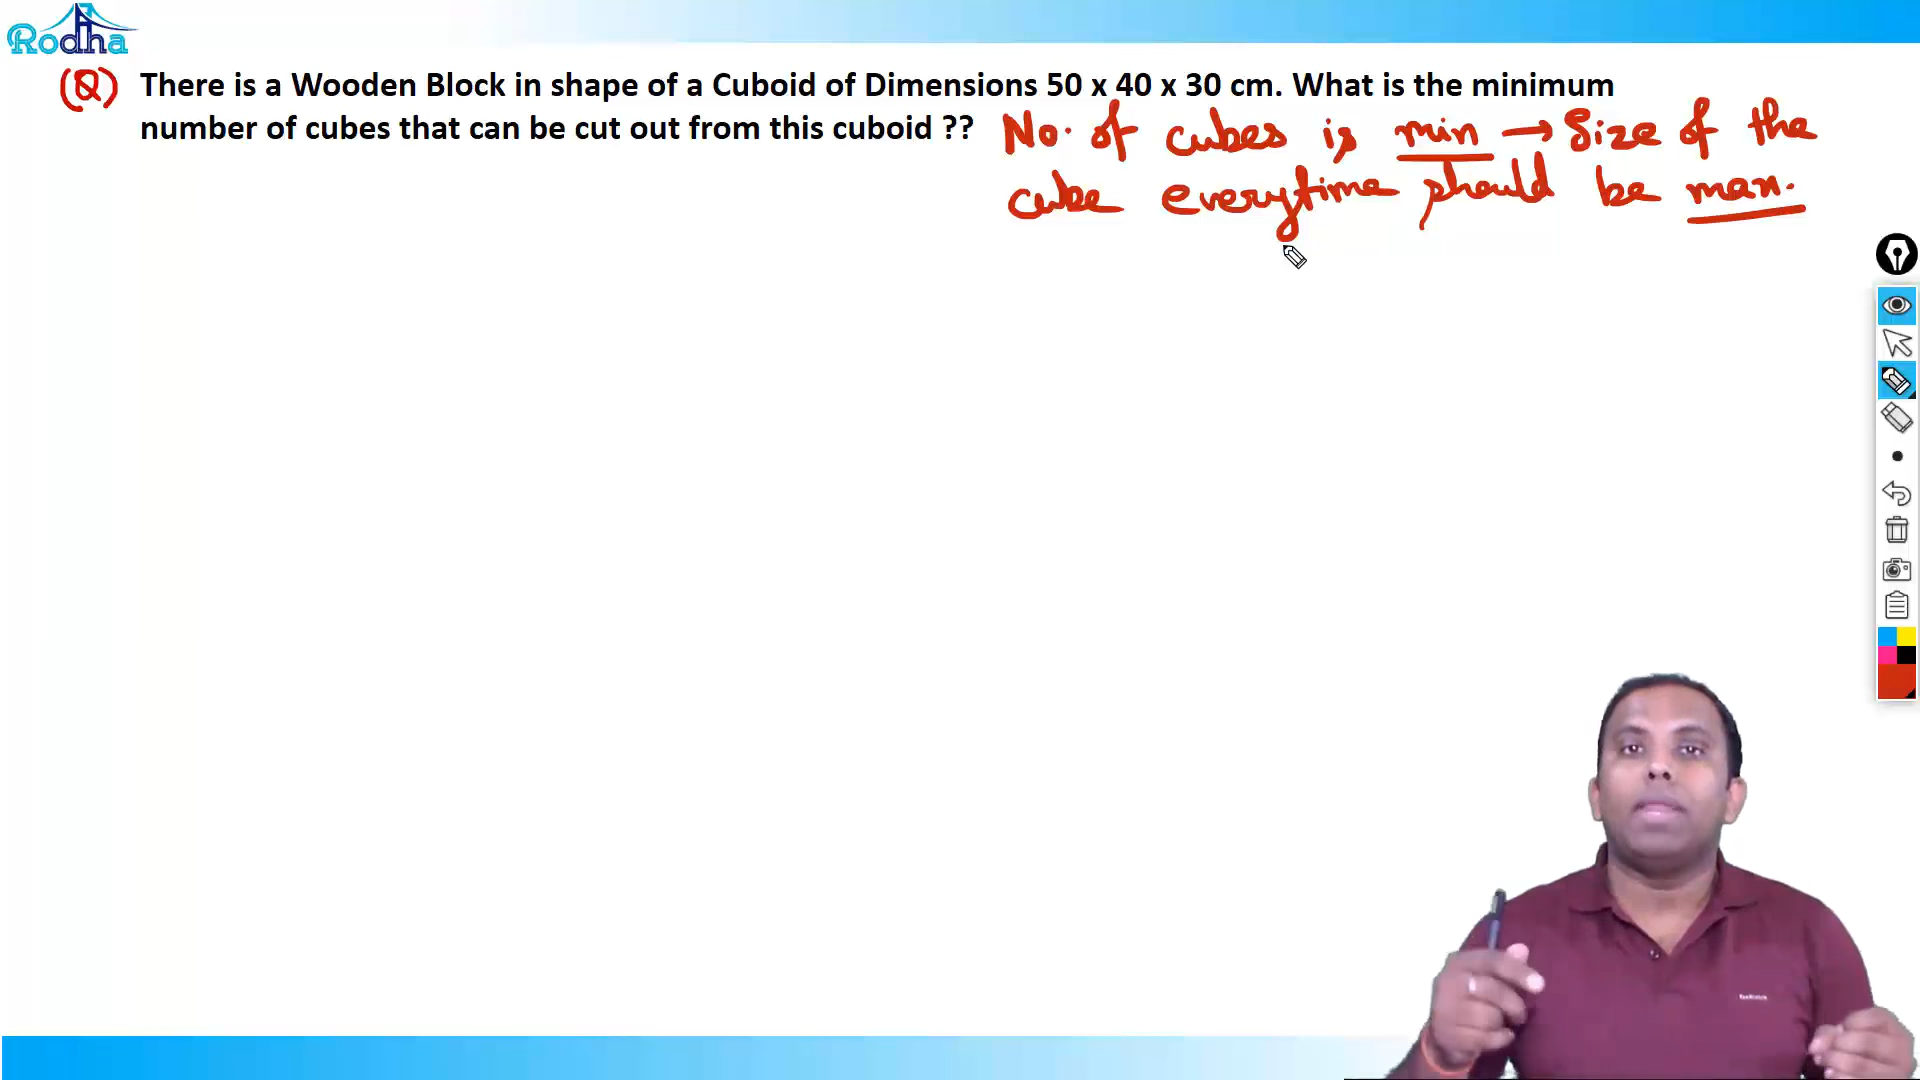 Rodha
(Q) There is a Wooden Block in shape of a Cuboid of Dimensions 50 x 40 x 30 cm. What is the minimum
number of cubes that can be cut out from this cuboid ??
No. of cubes is min → Size of the
cube everytime should be max.